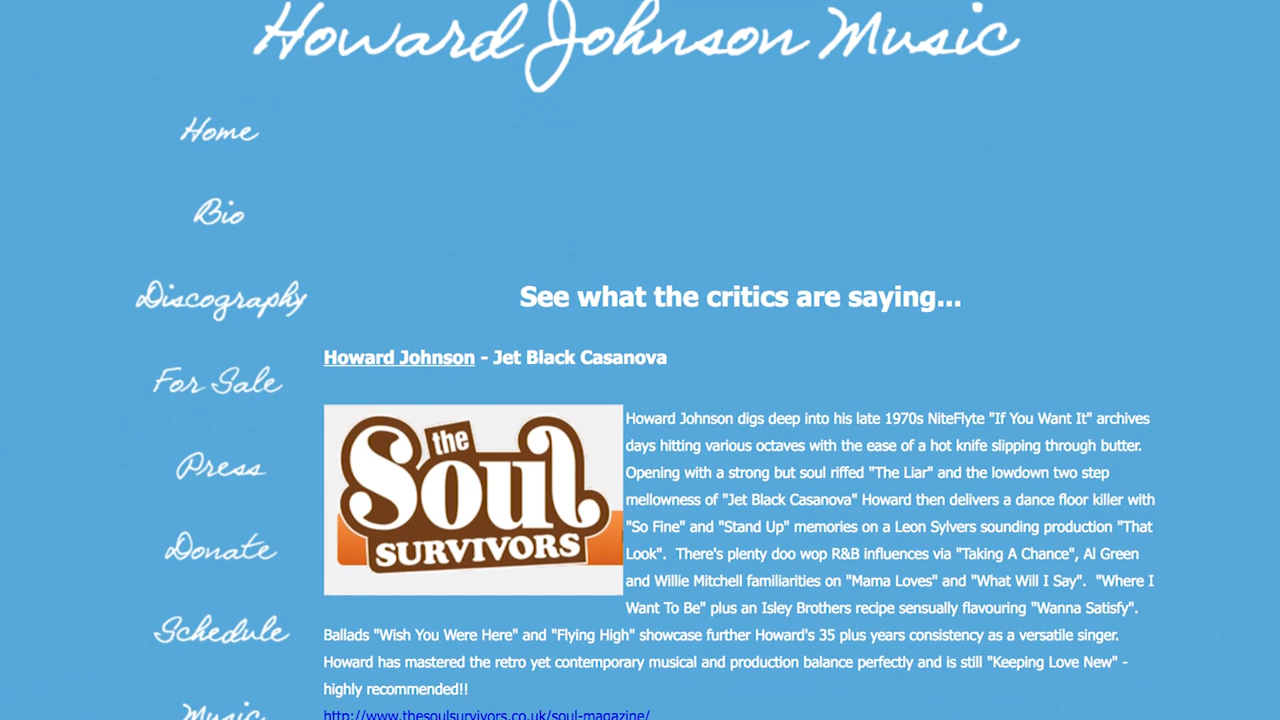 Howard Johnson Music
Home
Bio
Discography
For Sale
Press
Donate
Schedule
Music
See what the critics are saying...
Howard Johnson - Jet Black Casanova
the
Soul
SURVIVORS
Howard Johnson digs deep into his late 1970s NiteFlyte "If You Want It" archives
days hitting various octaves with the ease of a hot knife slipping through butter.
Opening with a strong but soul riffed "The Liar" and the lowdown two step
mellowness of "Jet Black Casanova" Howard then delivers a dance floor killer with
"So Fine" and "Stand Up" memories on a Leon Sylvers sounding production "That
Look".  There's plenty doo wop R&B influences via "Taking A Chance", Al Green
and Willie Mitchell familiarities on "Mama Loves" and "What Will I Say".  "Where I
Want To Be" plus an Isley Brothers recipe sensually flavouring "Wanna Satisfy".
Ballads "Wish You Were Here" and "Flying High" showcase further Howard's 35 plus years consistency as a versatile singer.
Howard has mastered the retro yet contemporary musical and production balance perfectly and is still "Keeping Love New" -
highly recommended!!
http://www.thesoulsurvivors.co.uk/soul-magazine/